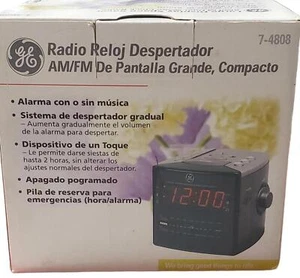 GE Radio Reloj Despertador
7-4808
AM/FM De Pantalla Grande, Compacto
• Alarma con o sin música
• Sistema de despertador gradual
– Aumenta gradualmente el volumen
de la alarma para despertar.
• Dispositivo de un Toque
– Le permite darse siestas de
hasta 2 horas, sin alterar los
ajustes normales del despertador.
• Apagado pogramado
• Pila de reserva para
emergencias (hora/alarma)
GE
12:00